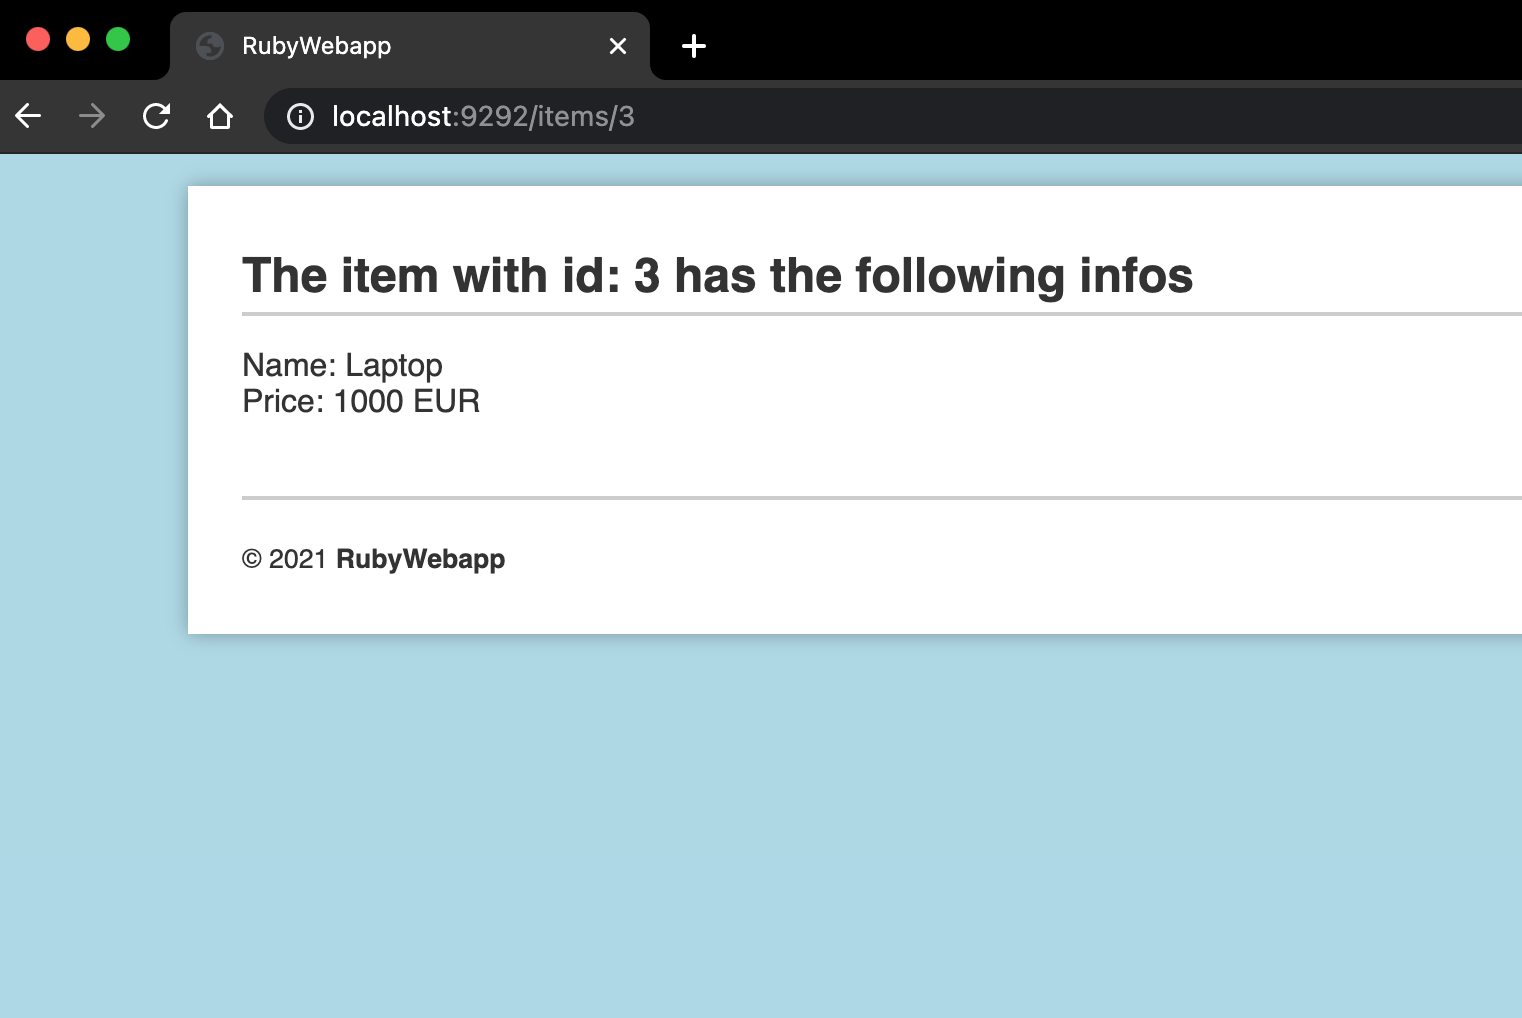 RubyWebapp
localhost:9292/items/3
The item with id: 3 has the following infos
Name: Laptop
Price: 1000 EUR
© 2021 RubyWebapp